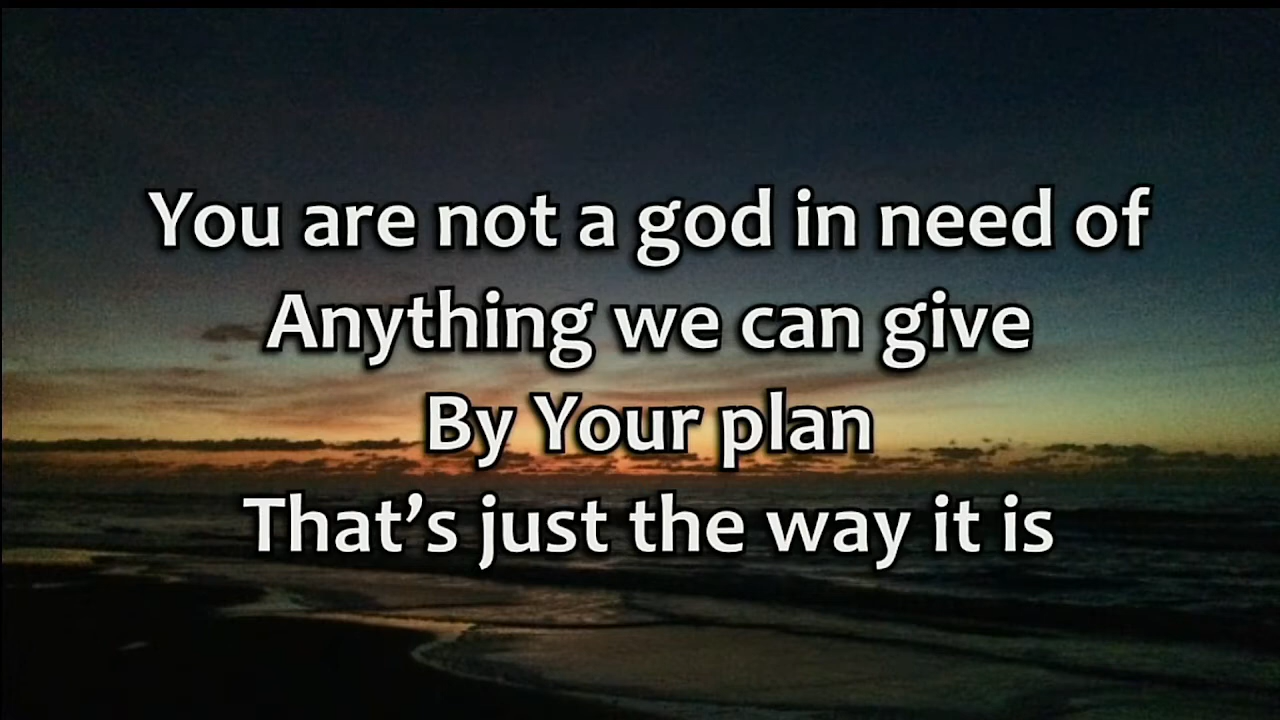 You are not a god in need of
Anything we can give
By Your plan
That’s just the way it is